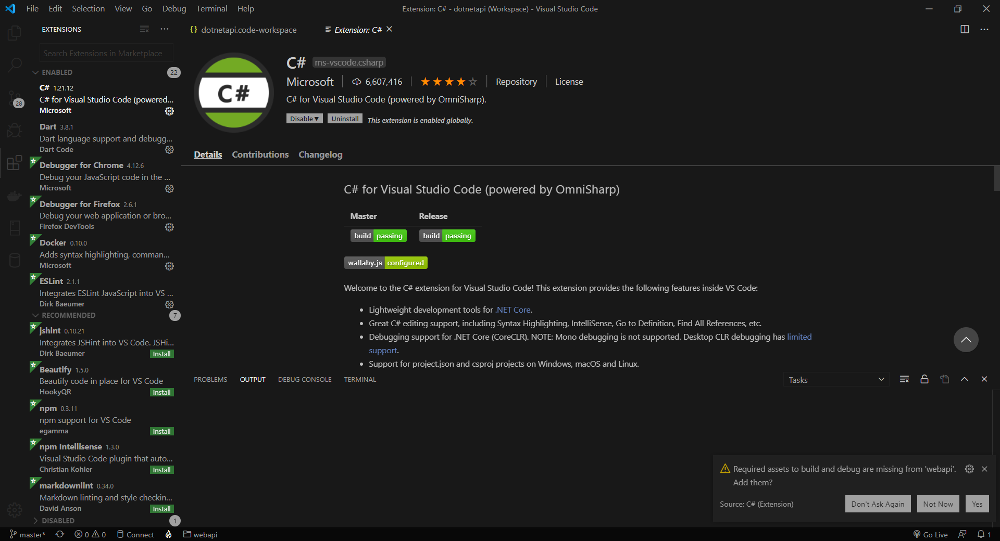 File Edit Selection View Go Debug Terminal Help
Extension: C# - dotnetapi (Workspace) - Visual Studio Code
EXTENSIONS
Search Extensions in Marketplace
ENABLED 22
C# 1.21.12
C# for Visual Studio Code (powered...
Microsoft
28
Dart 3.8.1
Dart language support and debugg...
Dart Code
Debugger for Chrome 4.12.6
Debug your JavaScript code in the ...
Microsoft
Debugger for Firefox 2.6.1
Debug your web application or bro...
Firefox DevTools
Docker 0.10.0
Adds syntax highlighting, comman...
Microsoft
ESLint 2.1.1
Integrates ESLint JavaScript into VS ...
Dirk Baeumer
RECOMMENDED 7
jshint 0.10.21
Integrates JSHint into VS Code. JSHi...
Dirk Baeumer Install
Beautify 1.5.0
Beautify code in place for VS Code
HookyQR Install
npm 0.3.11
npm support for VS Code
egamma Install
npm Intellisense 1.3.0
Visual Studio Code plugin that auto...
Christian Kohler Install
markdownlint 0.34.0
Markdown linting and style checkin...
David Anson Install
DISABLED 1
{} dotnetapi.code-workspace
Extension: C#
C#
C# ms-vscode.csharp
Microsoft 6,607,416 Repository License
C# for Visual Studio Code (powered by OmniSharp).
Disable▼ Uninstall This extension is enabled globally.
Details Contributions Changelog
C# for Visual Studio Code (powered by OmniSharp)
Master Release
build passing build passing
wallaby.js configured
Welcome to the C# extension for Visual Studio Code! This extension provides the following features inside VS Code:
• Lightweight development tools for .NET Core.
• Great C# editing support, including Syntax Highlighting, IntelliSense, Go to Definition, Find All References, etc.
• Debugging support for .NET Core (CoreCLR). NOTE: Mono debugging is not supported. Desktop CLR debugging has limited
support.
• Support for project.json and csproj projects on Windows, macOS and Linux.
PROBLEMS OUTPUT DEBUG CONSOLE TERMINAL
Tasks
Required assets to build and debug are missing from 'webapi'.
Add them?
Source: C# (Extension) Don't Ask Again Not Now Yes
master* 0 0 Connect webapi
Go Live 1